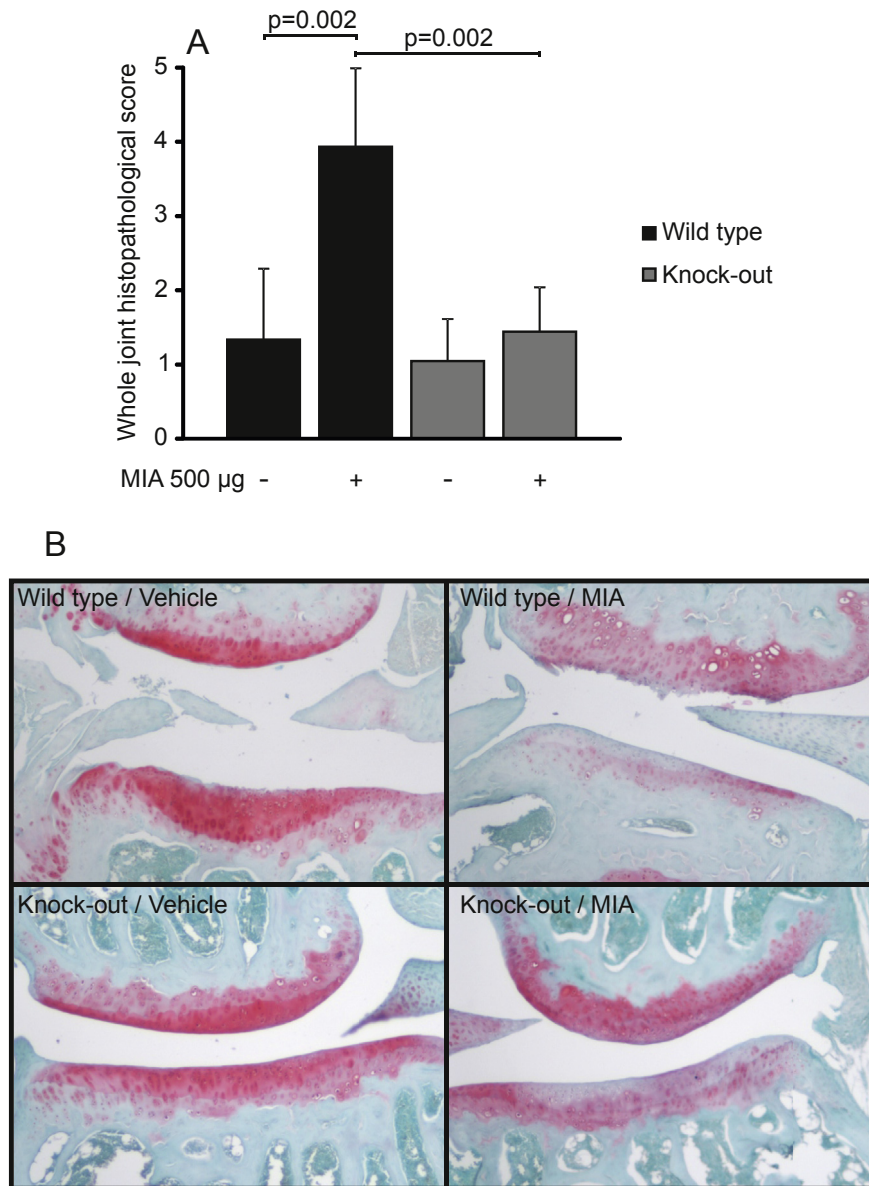 p=0.002
A
p=0.002
Whole joint histopathological score
5
4
3
2
1
0
Wild type
Knock-out
MIA 500 µg - + - +
B
Wild type / Vehicle
Wild type / MIA
Knock-out / Vehicle
Knock-out / MIA